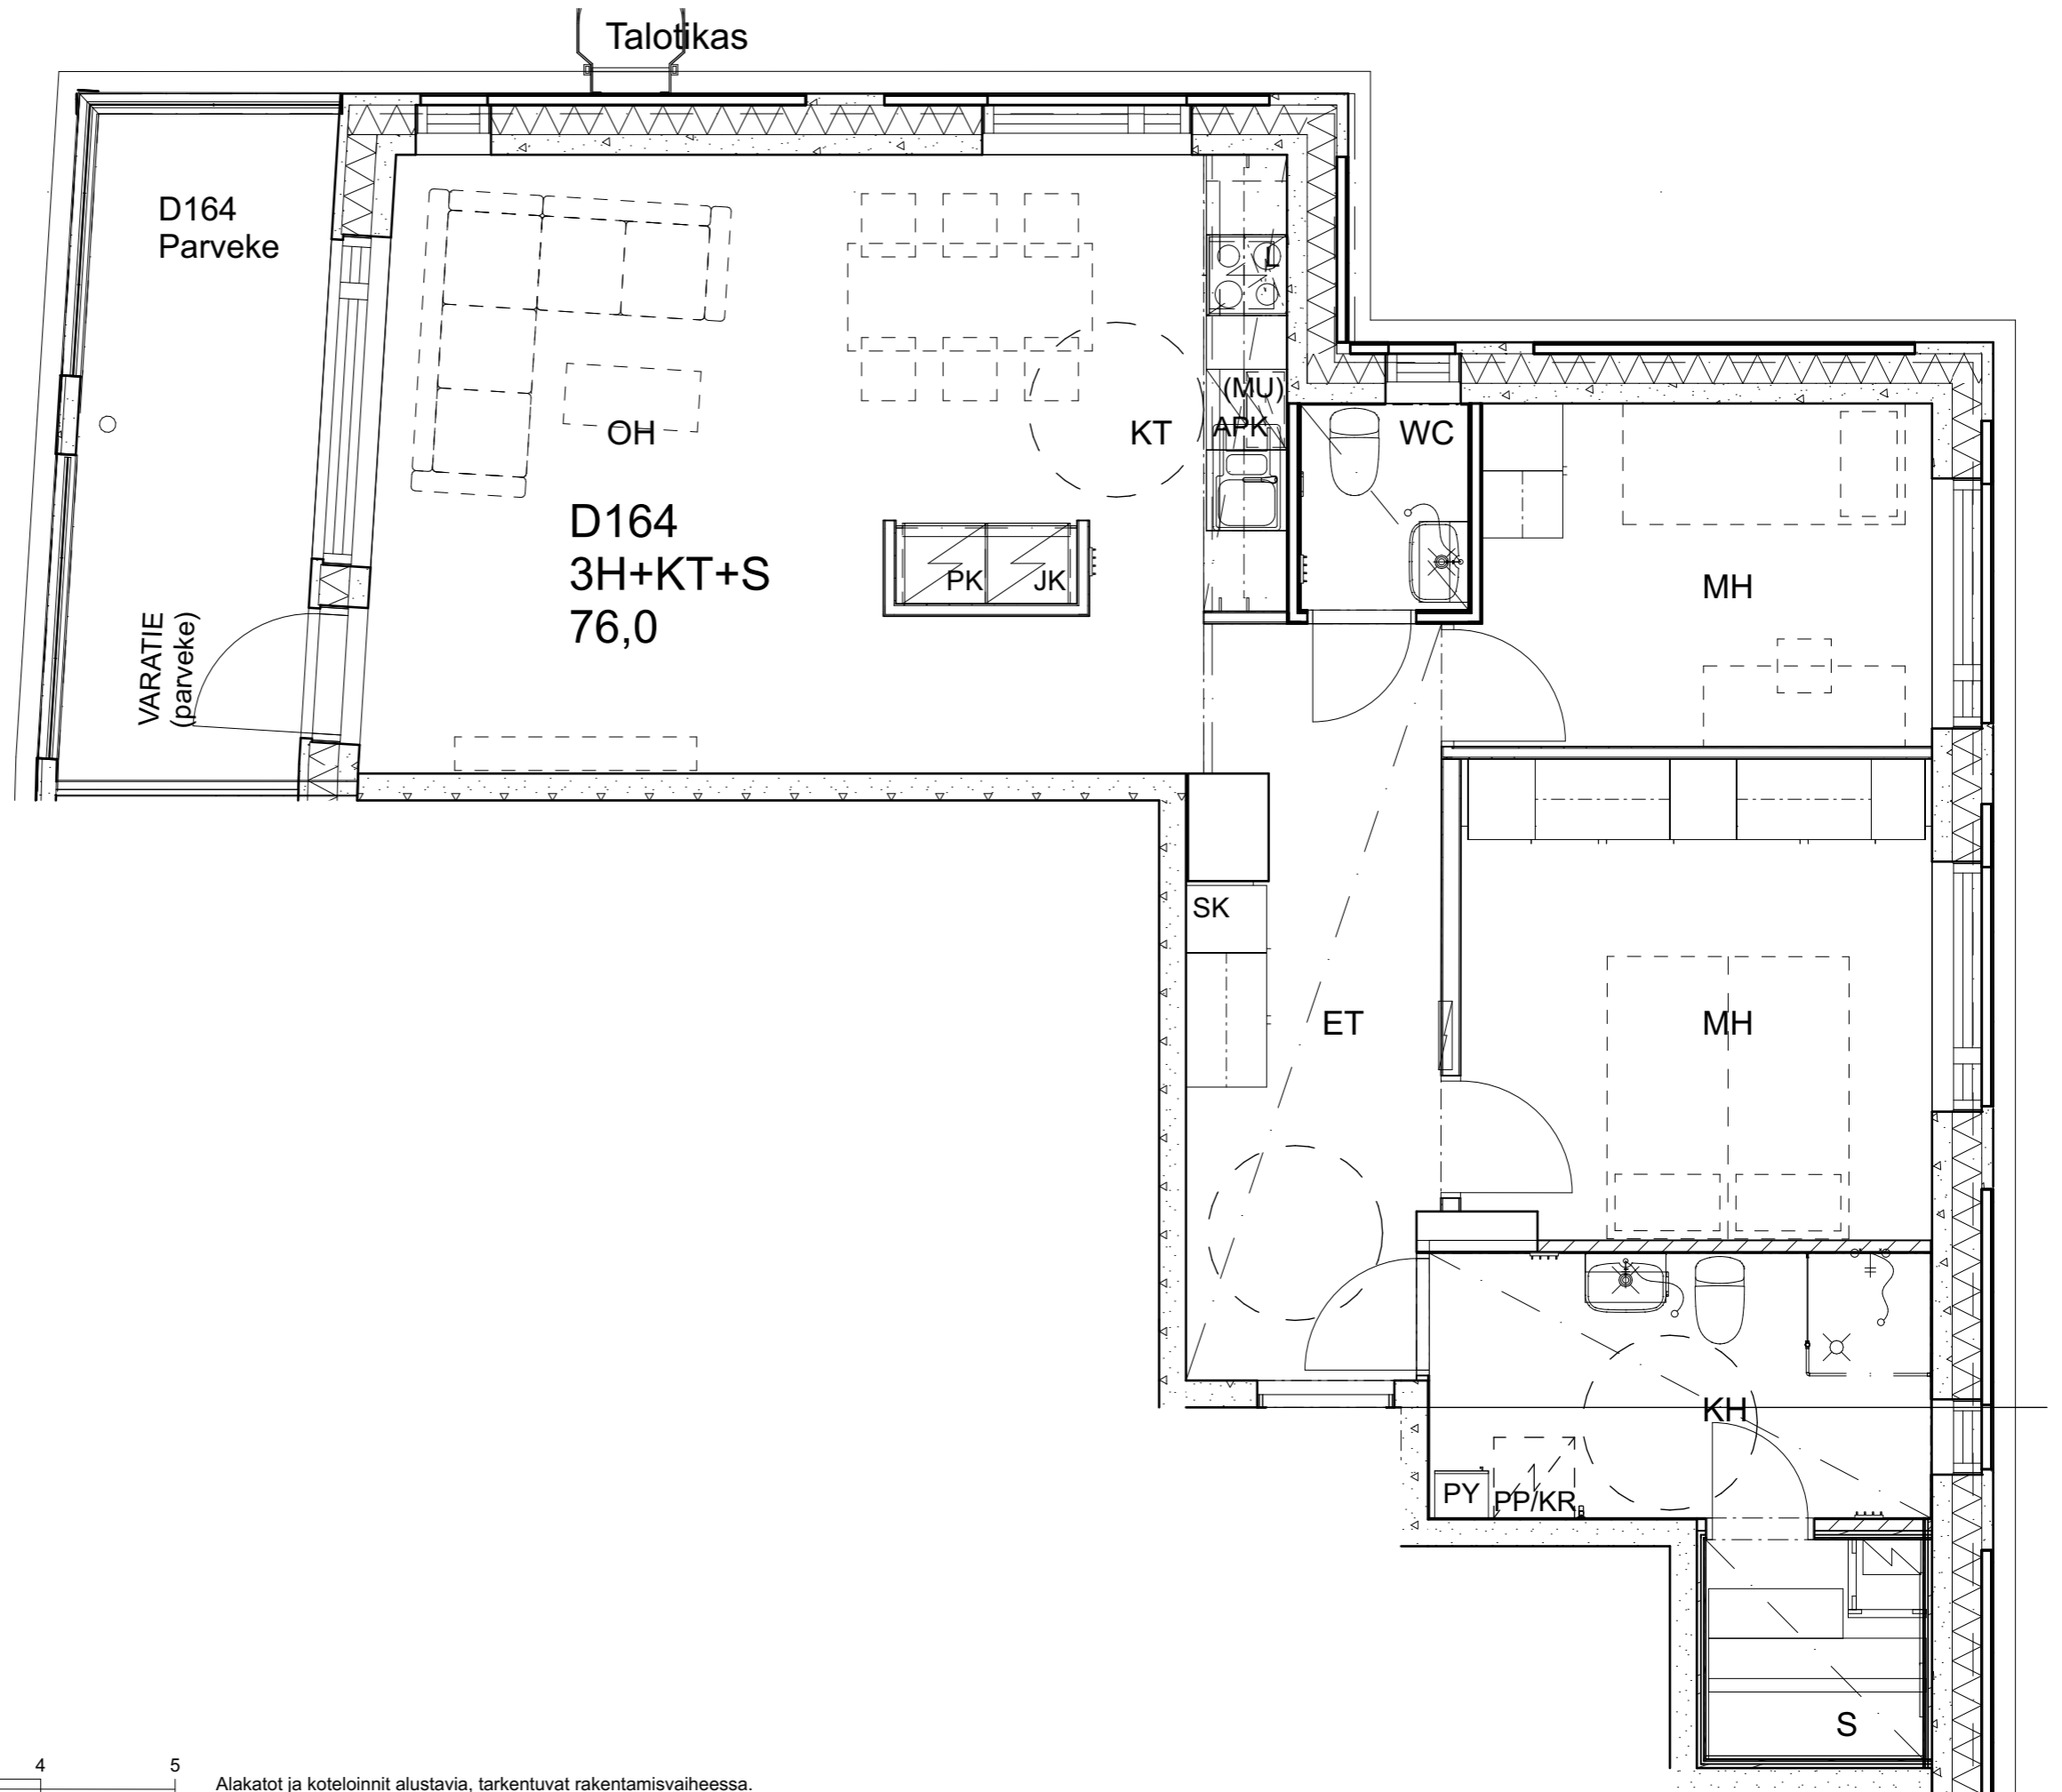 Talotikas
D164
Parveke
L
(MU)
APK
OH
KT
WC
D164
3H+KT+S
76,0
PK
JK
MH
VARATIE
(parveke)
SK
ET
MH
KH
PY
PP/KR
S
4
5
Alakatot ja koteloinnit alustavia, tarkentuvat rakentamisvaiheessa.